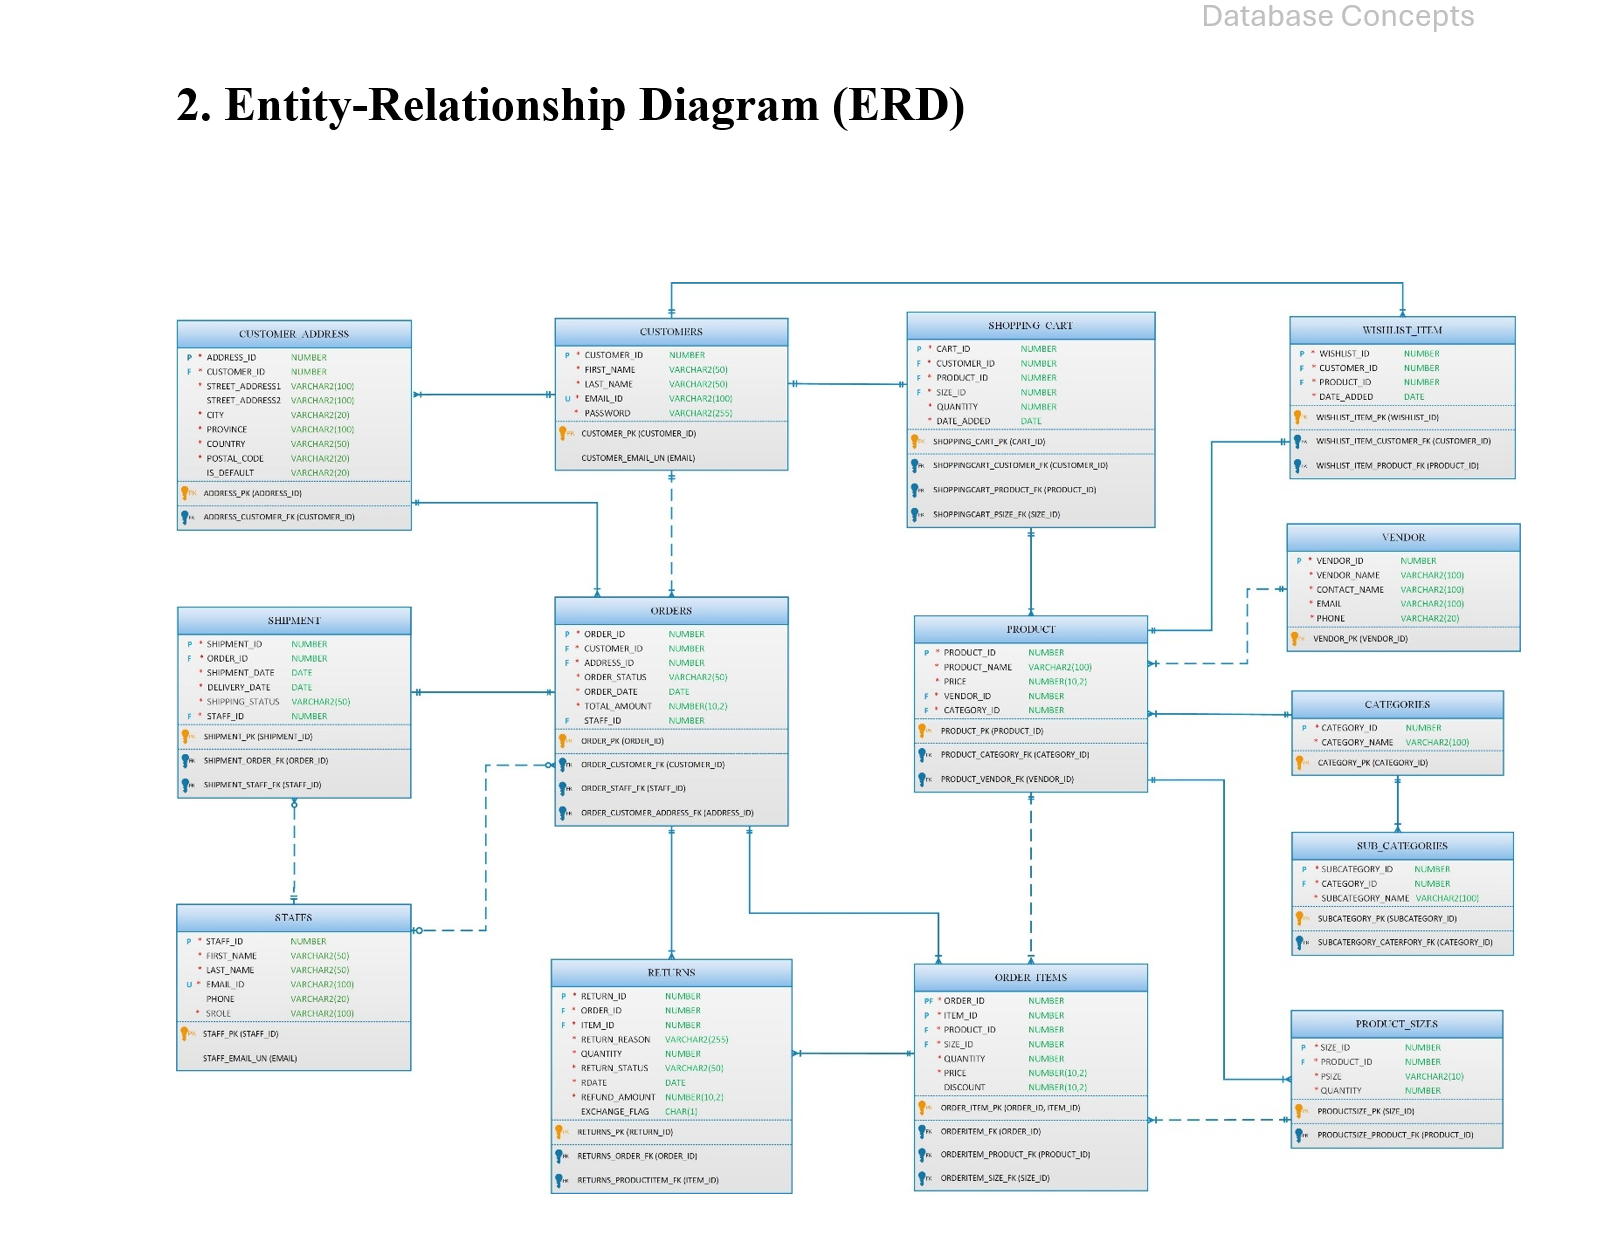 Database Concepts
2. Entity-Relationship Diagram (ERD)
CUSTOMER ADDRESS
P * ADDRESS_ID NUMBER
F * CUSTOMER_ID NUMBER
* STREET_ADDRESS1 VARCHAR2(100)
STREET_ADDRESS2 VARCHAR2(100)
* CITY VARCHAR2(20)
* PROVINCE VARCHAR2(100)
* COUNTRY VARCHAR2(50)
* POSTAL_CODE VARCHAR2(20)
IS_DEFAULT VARCHAR2(20)
ADDRESS_PK (ADDRESS_ID)
ADDRESS_CUSTOMER_FK (CUSTOMER_ID)
CUSTOMERS
P * CUSTOMER_ID NUMBER
* FIRST_NAME VARCHAR2(50)
* LAST_NAME VARCHAR2(50)
U * EMAIL_ID VARCHAR2(100)
* PASSWORD VARCHAR2(255)
CUSTOMER_PK (CUSTOMER_ID)
CUSTOMER_EMAIL_UN (EMAIL)
SHOPPING CART
P * CART_ID NUMBER
F * CUSTOMER_ID NUMBER
F * PRODUCT_ID NUMBER
F * SIZE_ID NUMBER
* QUANTITY NUMBER
* DATE_ADDED DATE
SHOPPING_CART_PK (CART_ID)
SHOPPINGCART_CUSTOMER_FK (CUSTOMER_ID)
SHOPPINGCART_PRODUCT_FK (PRODUCT_ID)
SHOPPINGCART_PSIZE_FK (SIZE_ID)
WISHLIST_ITEM
P * WISHLIST_ID NUMBER
F * CUSTOMER_ID NUMBER
F * PRODUCT_ID NUMBER
* DATE_ADDED DATE
WISHLIST_ITEM_PK (WISHLIST_ID)
WISHLIST_ITEM_CUSTOMER_FK (CUSTOMER_ID)
WISHLIST_ITEM_PRODUCT_FK (PRODUCT_ID)
VENDOR
P * VENDOR_ID NUMBER
* VENDOR_NAME VARCHAR2(100)
* CONTACT_NAME VARCHAR2(100)
* EMAIL VARCHAR2(100)
* PHONE VARCHAR2(20)
VENDOR_PK (VENDOR_ID)
SHIPMENT
P * SHIPMENT_ID NUMBER
F * ORDER_ID NUMBER
* SHIPMENT_DATE DATE
* DELIVERY_DATE DATE
* SHIPPING_STATUS VARCHAR2(50)
F * STAFF_ID NUMBER
SHIPMENT_PK (SHIPMENT_ID)
SHIPMENT_ORDER_FK (ORDER_ID)
SHIPMENT_STAFF_FK (STAFF_ID)
ORDERS
P * ORDER_ID NUMBER
F * CUSTOMER_ID NUMBER
F * ADDRESS_ID NUMBER
* ORDER_STATUS VARCHAR2(50)
* ORDER_DATE DATE
* TOTAL_AMOUNT NUMBER(10,2)
F STAFF_ID NUMBER
ORDER_PK (ORDER_ID)
ORDER_CUSTOMER_FK (CUSTOMER_ID)
ORDER_STAFF_FK (STAFF_ID)
ORDER_CUSTOMER_ADDRESS_FK (ADDRESS_ID)
PRODUCT
P * PRODUCT_ID NUMBER
* PRODUCT_NAME VARCHAR2(100)
* PRICE NUMBER(10,2)
F * VENDOR_ID NUMBER
F * CATEGORY_ID NUMBER
PRODUCT_PK (PRODUCT_ID)
PRODUCT_CATEGORY_FK (CATEGORY_ID)
PRODUCT_VENDOR_FK (VENDOR_ID)
CATEGORIES
P * CATEGORY_ID NUMBER
* CATEGORY_NAME VARCHAR2(100)
CATEGORY_PK (CATEGORY_ID)
SUB_CATEGORIES
P * SUBCATEGORY_ID NUMBER
F * CATEGORY_ID NUMBER
* SUBCATEGORY_NAME VARCHAR2(100)
SUBCATEGORY_PK (SUBCATEGORY_ID)
SUBCATERGORY_CATERFORY_FK (CATEGORY_ID)
STAFFS
P * STAFF_ID NUMBER
* FIRST_NAME VARCHAR2(50)
* LAST_NAME VARCHAR2(50)
U * EMAIL_ID VARCHAR2(100)
PHONE VARCHAR2(20)
* SROLE VARCHAR2(100)
STAFF_PK (STAFF_ID)
STAFF_EMAIL_UN (EMAIL)
RETURNS
P * RETURN_ID NUMBER
F * ORDER_ID NUMBER
F * ITEM_ID NUMBER
* RETURN_REASON VARCHAR2(255)
* QUANTITY NUMBER
* RETURN_STATUS VARCHAR2(50)
* RDATE DATE
* REFUND_AMOUNT NUMBER(10,2)
EXCHANGE_FLAG CHAR(1)
RETURNS_PK (RETURN_ID)
RETURNS_ORDER_FK (ORDER_ID)
RETURNS_PRODUCTITEM_FK (ITEM_ID)
ORDER ITEMS
PF * ORDER_ID NUMBER
P * ITEM_ID NUMBER
F * PRODUCT_ID NUMBER
F * SIZE_ID NUMBER
* QUANTITY NUMBER
* PRICE NUMBER(10,2)
DISCOUNT NUMBER(10,2)
ORDER_ITEM_PK (ORDER_ID, ITEM_ID)
ORDERITEM_FK (ORDER_ID)
ORDERITEM_PRODUCT_FK (PRODUCT_ID)
ORDERITEM_SIZE_FK (SIZE_ID)
PRODUCT_SIZES
P * SIZE_ID NUMBER
F * PRODUCT_ID NUMBER
* PSIZE VARCHAR2(10)
* QUANTITY NUMBER
PRODUCTSIZE_PK (SIZE_ID)
PRODUCTSIZE_PRODUCT_FK (PRODUCT_ID)